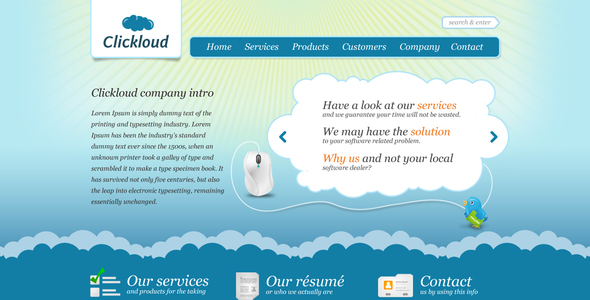 Clickloud
search & enter
Home Services Products Customers Company Contact
Clickloud company intro
Lorem Ipsum is simply dummy text of the
printing and typesetting industry. Lorem
Ipsum has been the industry's standard
dummy text ever since the 1500s, when an
unknown printer took a galley of type and
scrambled it to make a type specimen book. It
has survived not only five centuries, but also
the leap into electronic typesetting, remaining
essentially unchanged.
Have a look at our services
and we guarantee your time will not be wasted.
We may have the solution
to your software related problem.
Why us and not your local
software dealer?
Our services
and products for the taking
Our résumé
or who we actually are
Contact
us by using this info